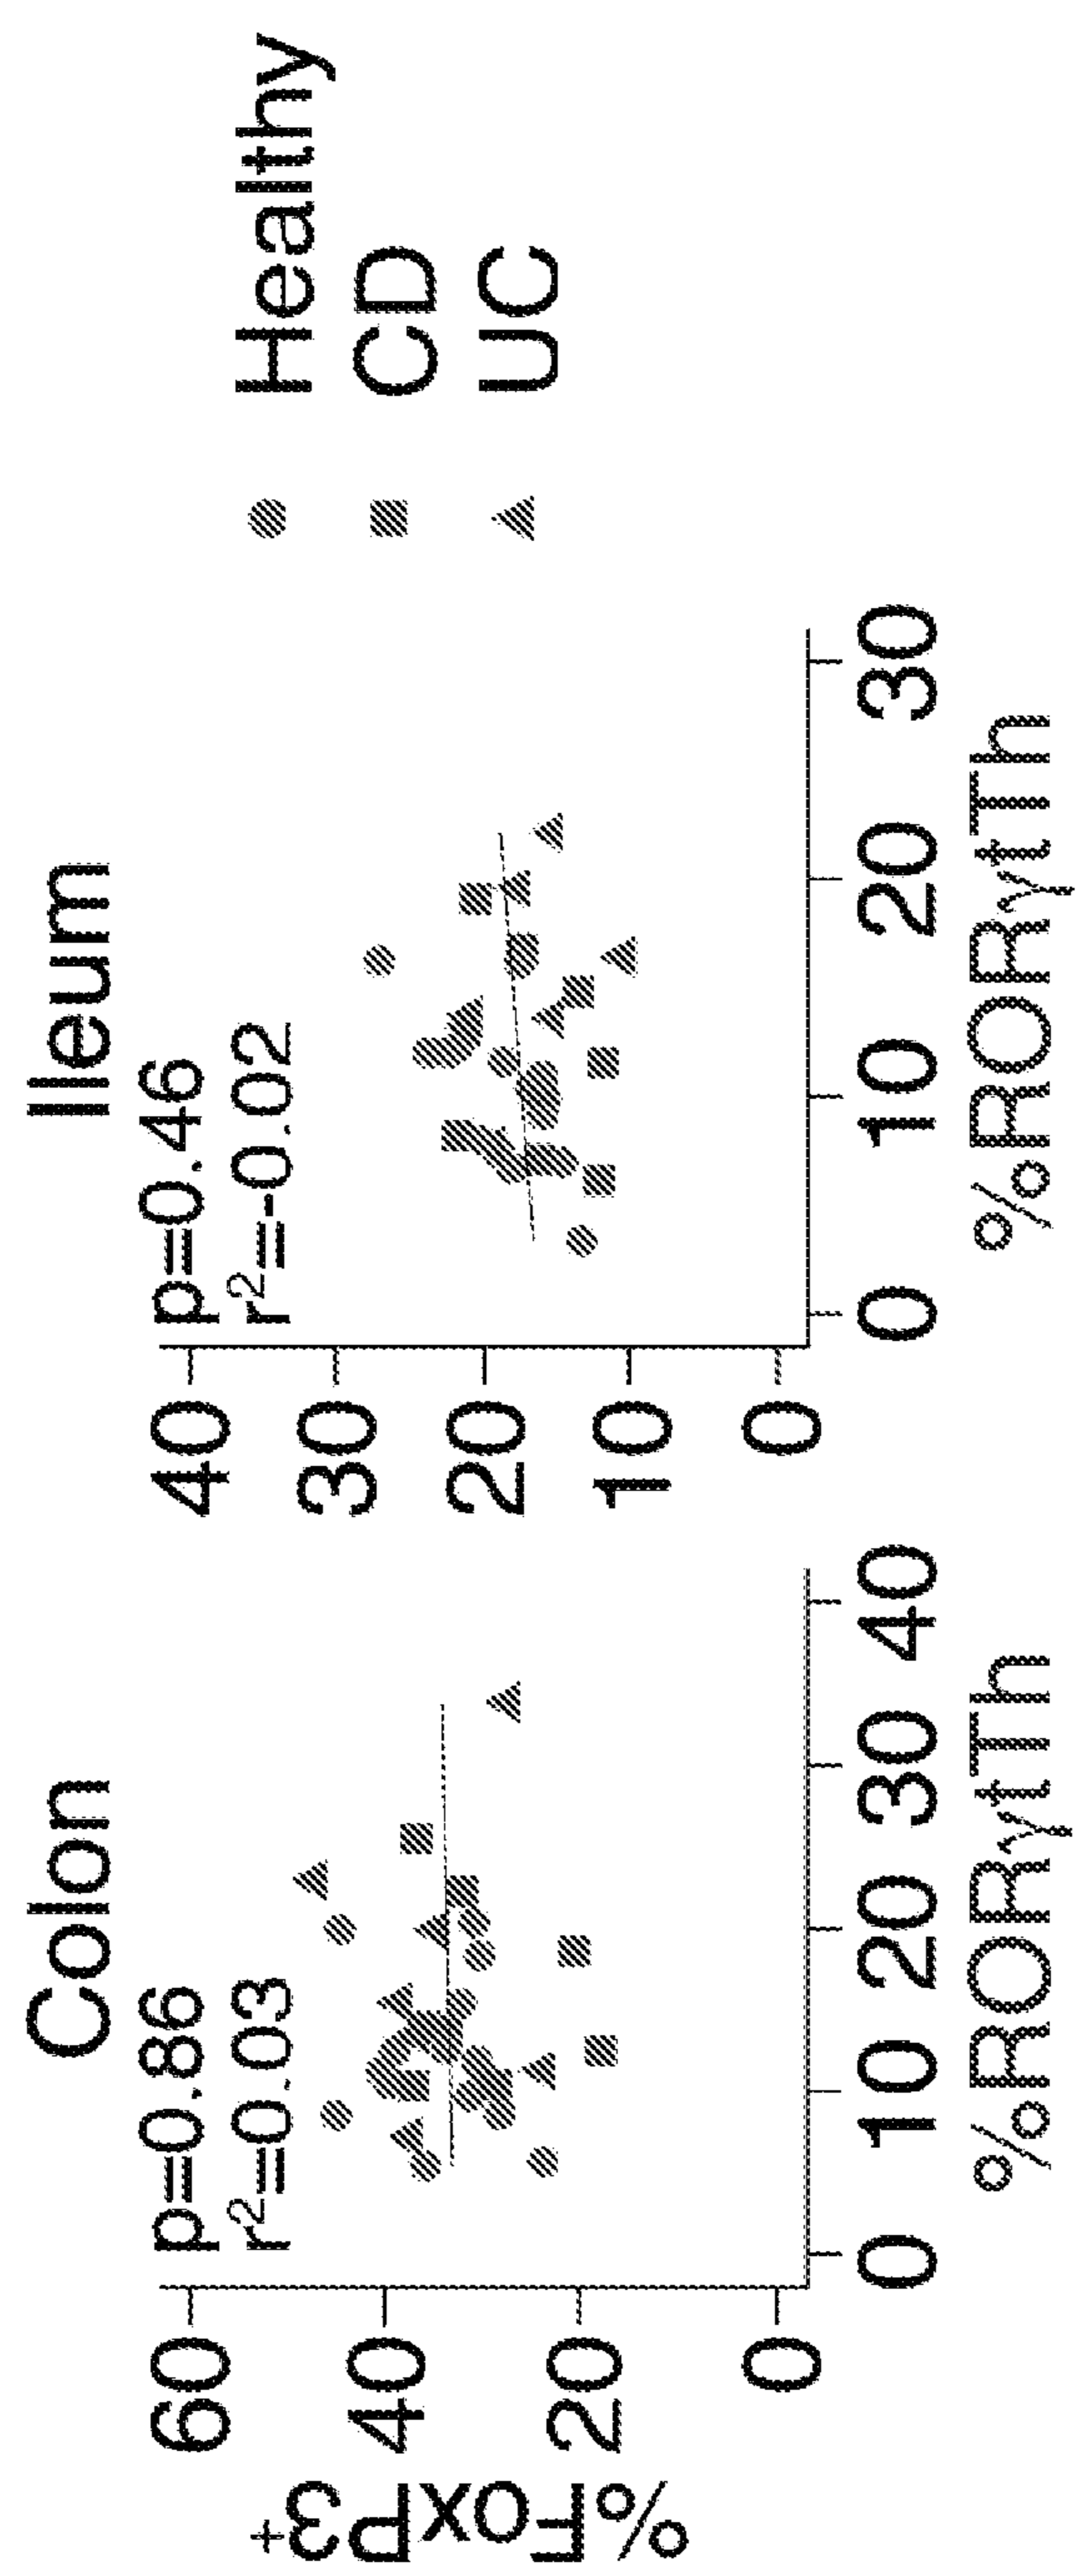 Colon
p=0.86
r²=0.03
%FoxP3⁺
60
40
20
0
0 10 20 30 40
%RORγtTh
Ileum
p=0.46
r²=-0.02
40
30
20
10
0
0 10 20 30
%RORγtTh
Healthy
CD
UC